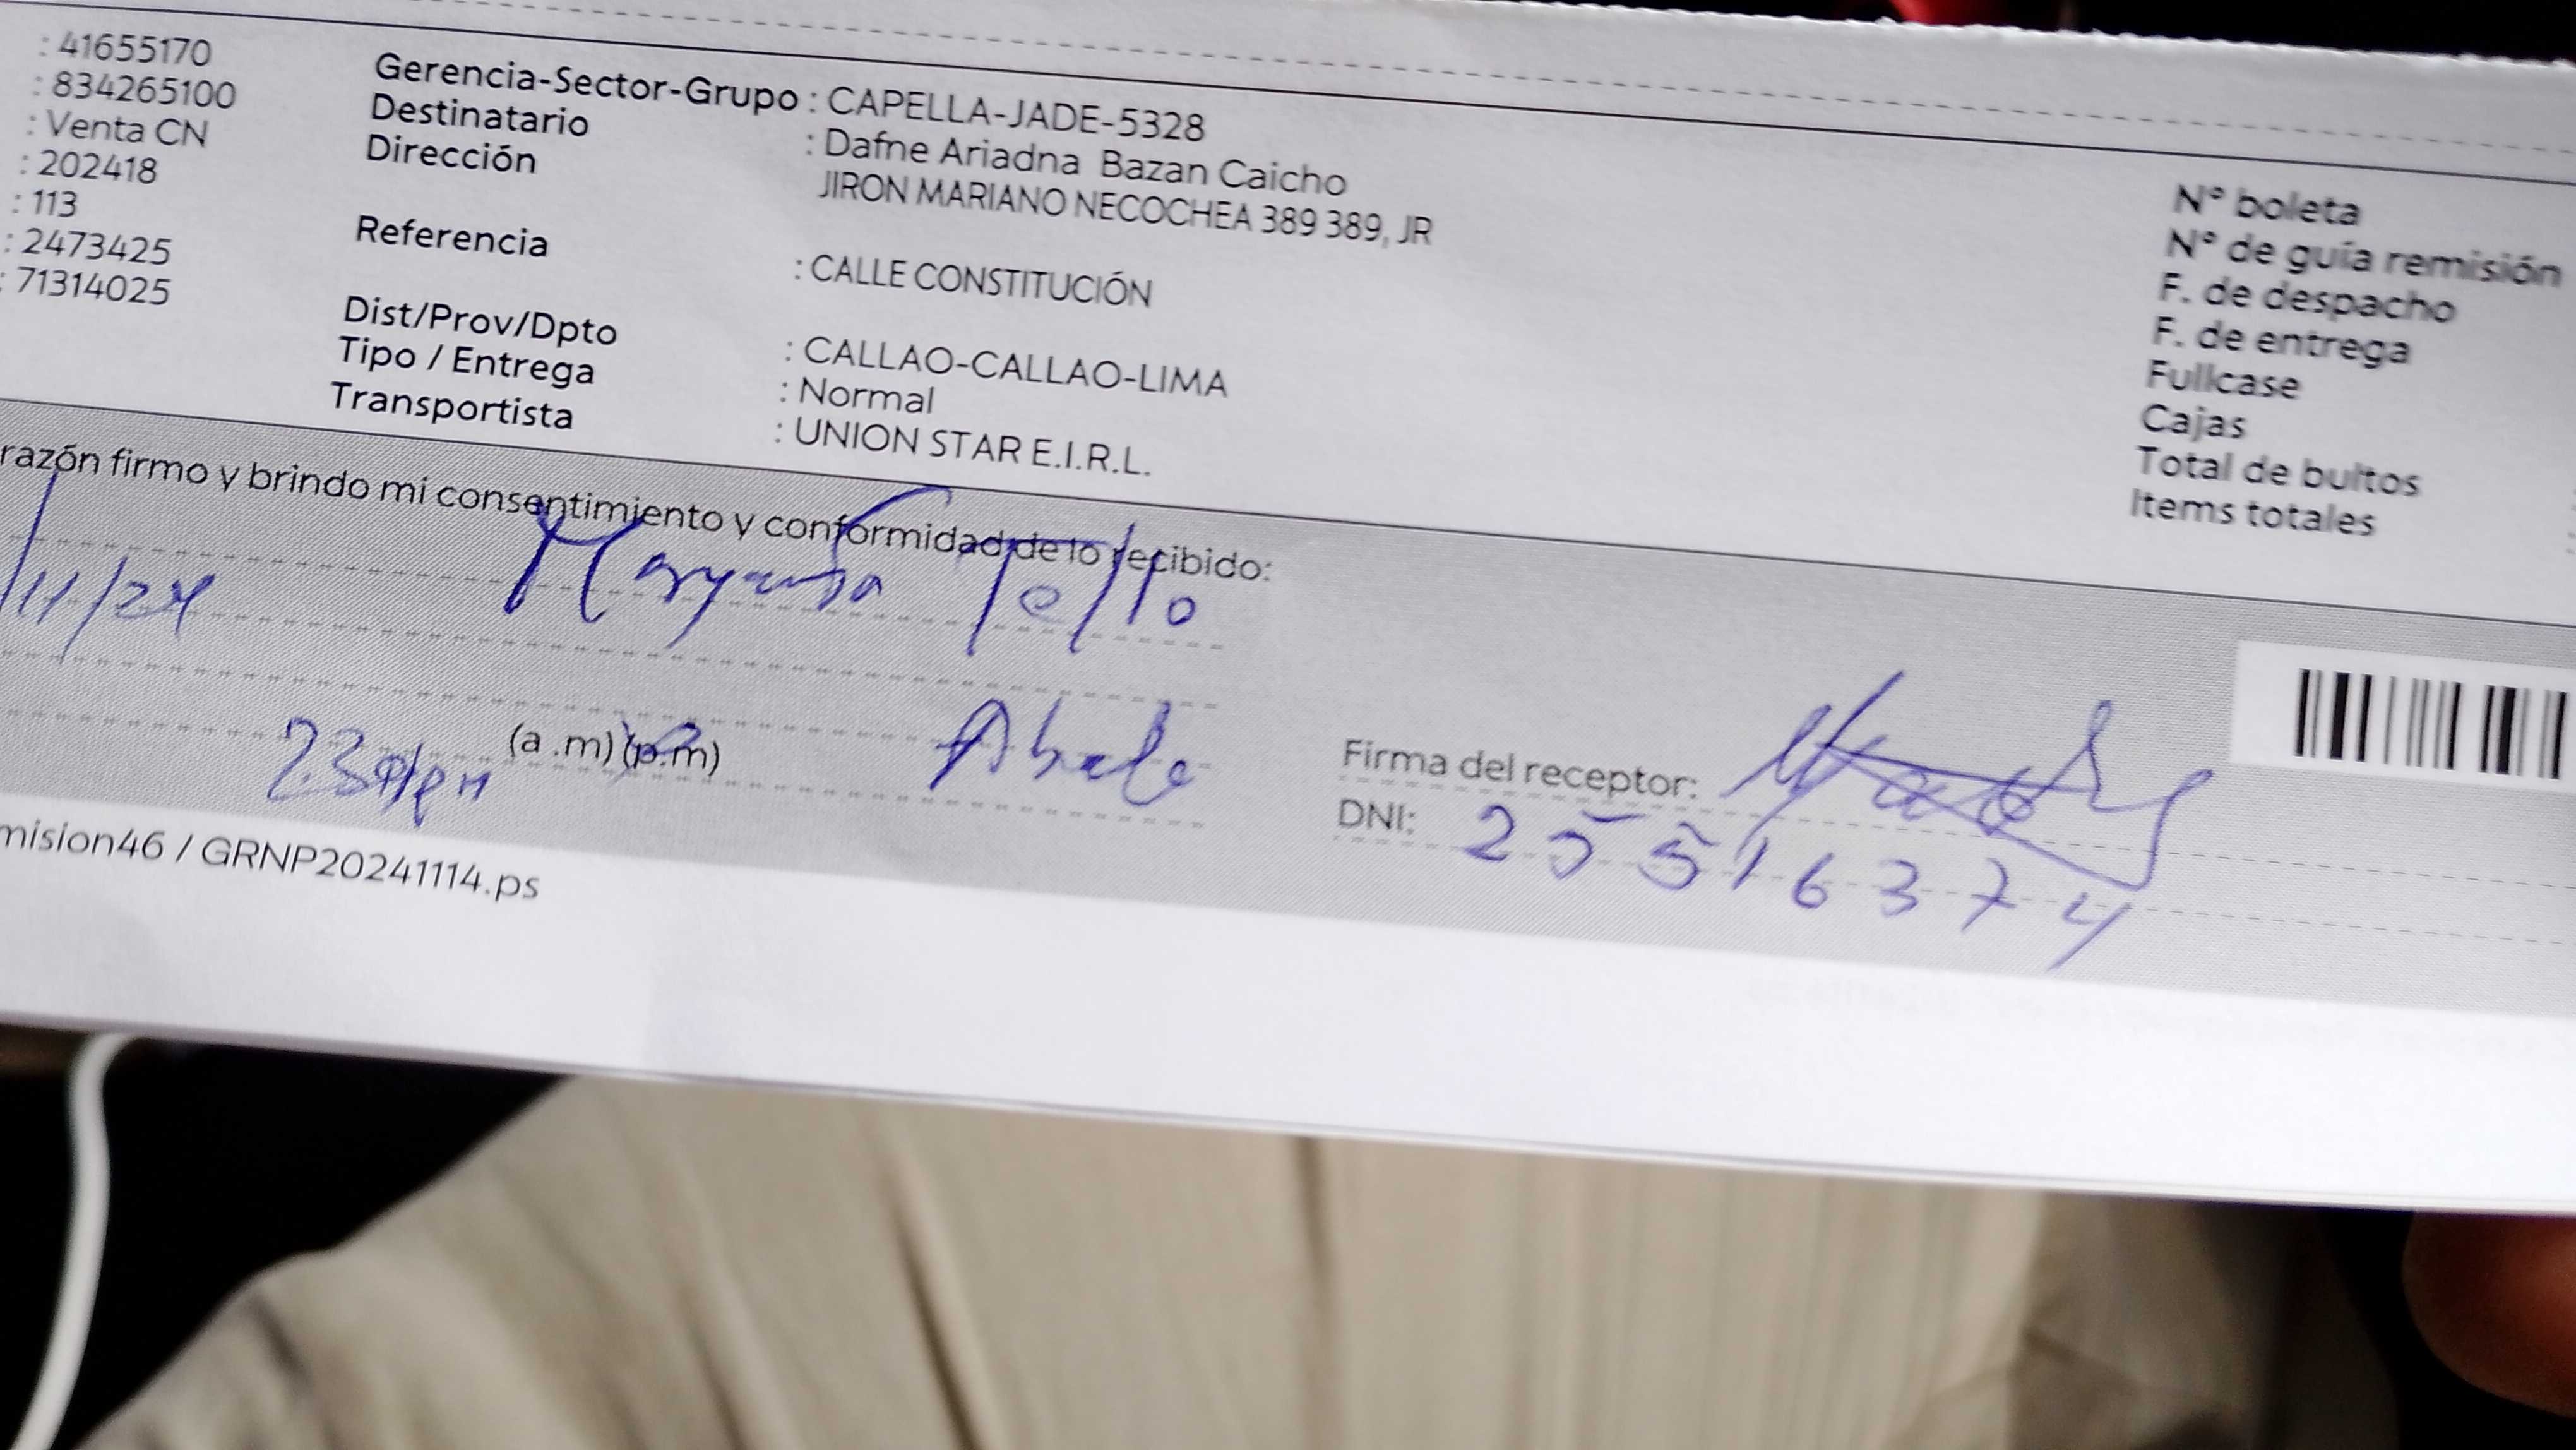 : 41655170
: 834265100
: Venta CN
: 202418
: 113
: 2473425
: 71314025
Gerencia-Sector-Grupo : CAPELLA-JADE-5328
Destinatario : Dafne Ariadna Bazan Caicho
Dirección JIRON MARIANO NECOCHEA 389 389, JR
Referencia : CALLE CONSTITUCIÓN
Dist/Prov/Dpto : CALLAO-CALLAO-LIMA
Tipo / Entrega : Normal
Transportista : UNION STAR E.I.R.L.
N° boleta
N° de guía remisión
F. de despacho
F. de entrega
Fullcase
Cajas
Total de bultos
Items totales
razón firmo y brindo mi consentimiento y conformidad de lo recibido:
/11/24 Margarita Tello
(a .m) (p.m) Abuela
Firma del receptor:
DNI: 25516374
mision46 / GRNP20241114.ps